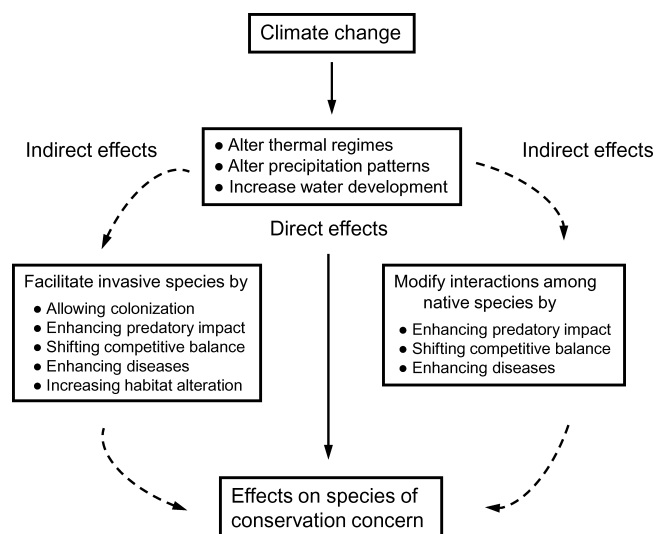 Climate change
Indirect effects
● Alter thermal regimes
● Alter precipitation patterns
● Increase water development
Indirect effects
Direct effects
Facilitate invasive species by
● Allowing colonization
● Enhancing predatory impact
● Shifting competitive balance
● Enhancing diseases
● Increasing habitat alteration
Modify interactions among
native species by
● Enhancing predatory impact
● Shifting competitive balance
● Enhancing diseases
Effects on species of
conservation concern